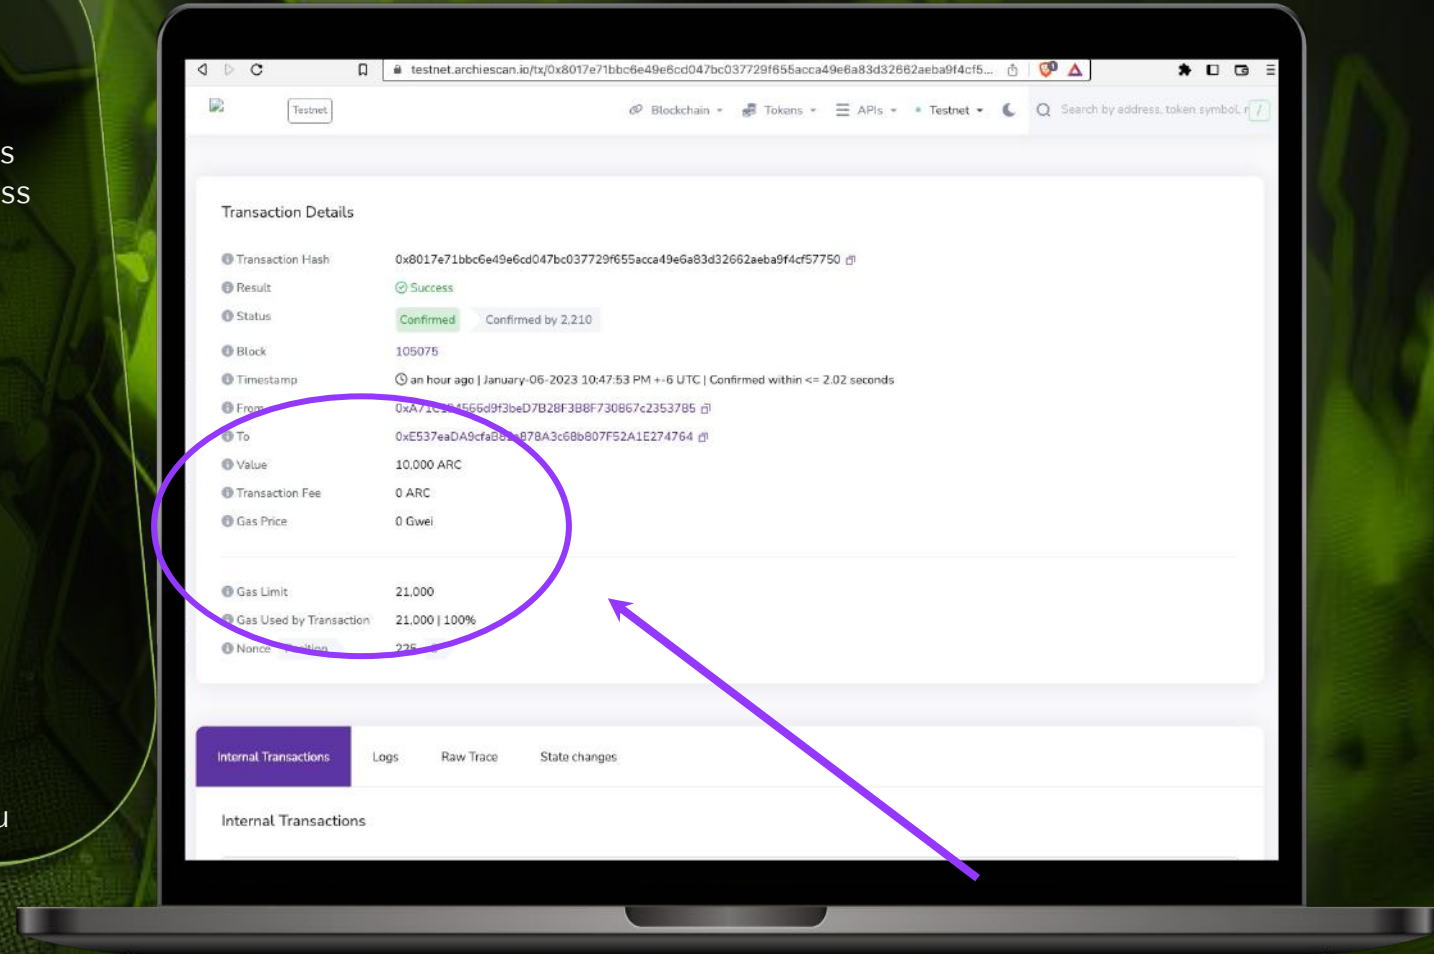 s
ss
u
testnet.archiescan.io/tx/0x8017e71bbc6e49e6cd047bc037729f655acca49e6a83d32662aeba9f4cf5...
Testnet
Blockchain
Tokens
APIs
Testnet
Search by address, token symbol, n /
Transaction Details
Transaction Hash 0x8017e71bbc6e49e6cd047bc037729f655acca49e6a83d32662aeba9f4cf57750
Result Success
Status Confirmed Confirmed by 2,210
Block 105075
Timestamp an hour ago | January-06-2023 10:47:53 PM +-6 UTC | Confirmed within <= 2.02 seconds
From
To
Value 10,000 ARC
Transaction Fee 0 ARC
Gas Price 0 Gwei
Gas Limit 21,000
Gas Used by Transaction 21,000 | 100%
Nonce Position 225
Internal Transactions Logs Raw Trace State changes
Internal Transactions